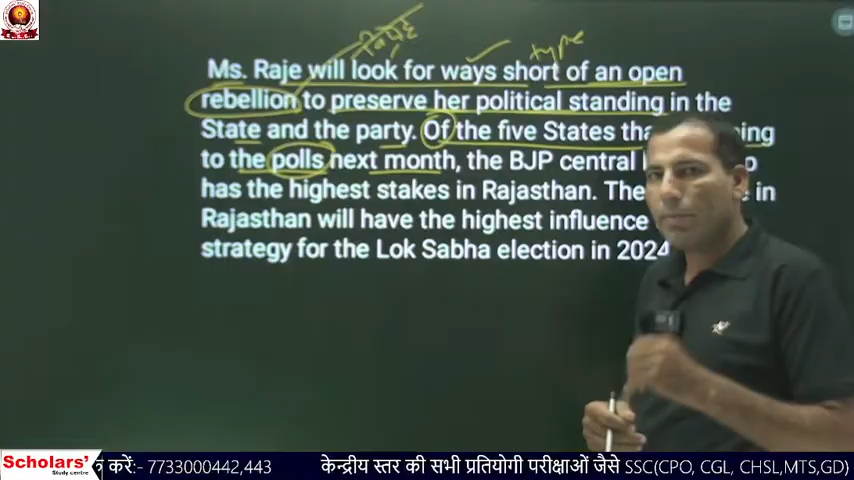 विद्रोह
type
Ms. Raje will look for ways short of an open
rebellion to preserve her political standing in the
State and the party. Of the five States tha ing
to the polls next month, the BJP central o
has the highest stakes in Rajasthan. The in
Rajasthan will have the highest influence
strategy for the Lok Sabha election in 2024
Scholars’
Study centre
क करें:- 7733000442,443 केन्द्रीय स्तर की सभी प्रतियोगी परीक्षाओं जैसे SSC(CPO, CGL, CHSL,MTS,GD)